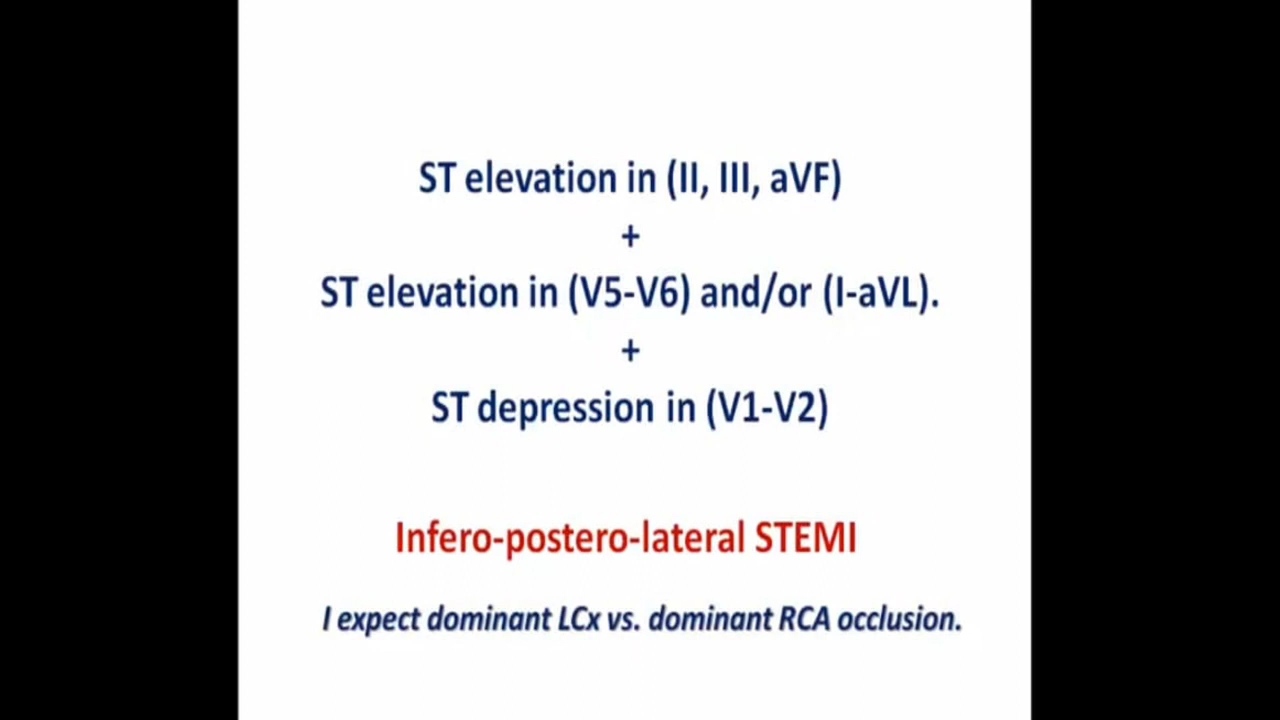 ST elevation in (II, III, aVF)
+
ST elevation in (V5-V6) and/or (I-aVL).
+
ST depression in (V1-V2)
Infero-postero-lateral STEMI
I expect dominant LCx vs. dominant RCA occlusion.